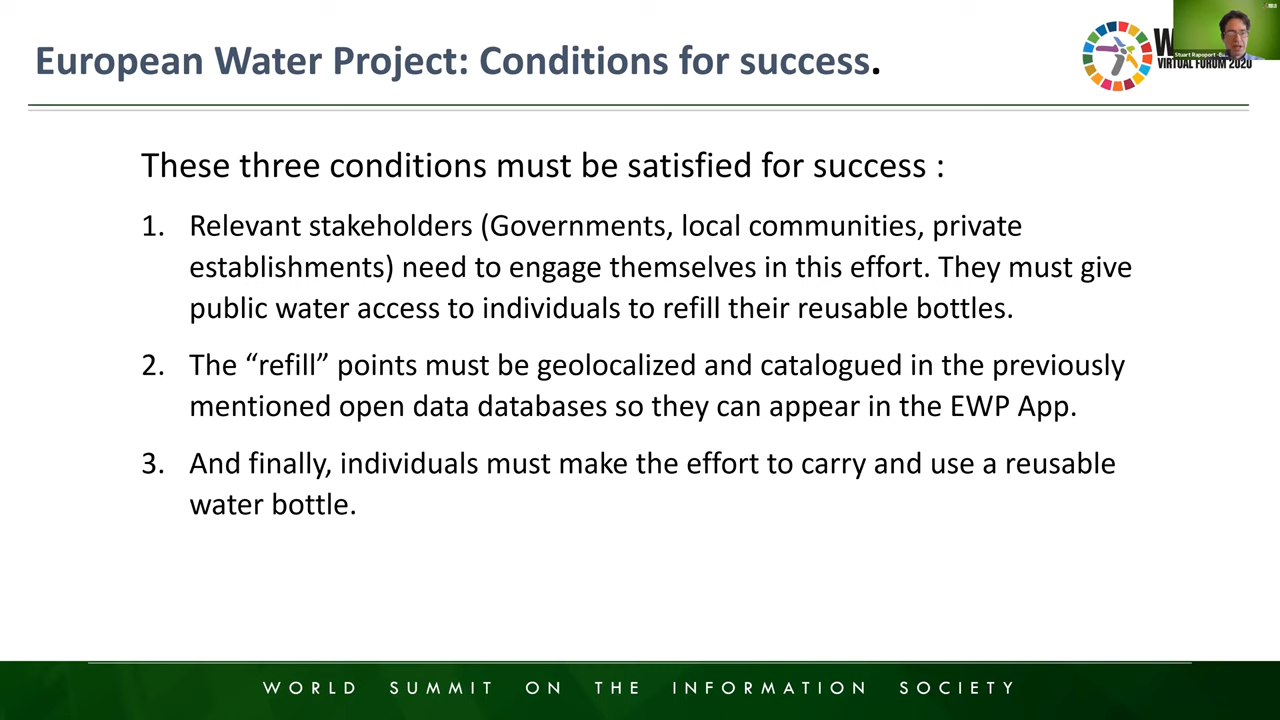 European Water Project: Conditions for success.
W
Stuart Rapoport
VIRTUAL FORUM 2020
These three conditions must be satisfied for success :
1. Relevant stakeholders (Governments, local communities, private
establishments) need to engage themselves in this effort. They must give
public water access to individuals to refill their reusable bottles.
2. The “refill” points must be geolocalized and catalogued in the previously
mentioned open data databases so they can appear in the EWP App.
3. And finally, individuals must make the effort to carry and use a reusable
water bottle.
WORLD SUMMIT ON THE INFORMATION SOCIETY